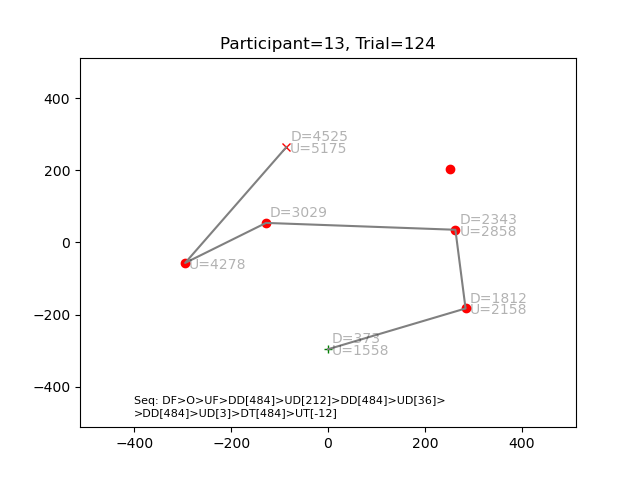 Participant=13, Trial=124
400
200
0
−200
−400
D=4525
U=5175
D=3029
D=2343
U=2858
U=4278
D=1812
U=2158
D=373
U=1558
Seq: DF>O>UF>DD[484]>UD[212]>DD[484]>UD[36]>
>DD[484]>UD[3]>DT[484]>UT[-12]
−400 −200 0 200 400